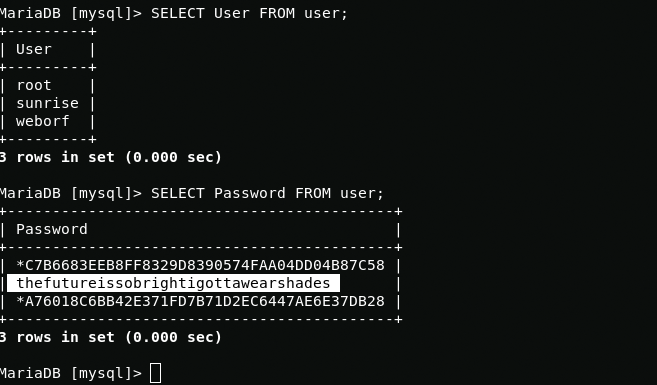 MariaDB [mysql]> SELECT User FROM user;
+---------+
| User    |
+---------+
| root    |
| sunrise |
| weborf  |
+---------+
3 rows in set (0.000 sec)
MariaDB [mysql]> SELECT Password FROM user;
+-------------------------------------------+
| Password                                  |
+-------------------------------------------+
| *C7B6683EEB8FF8329D8390574FAA04DD04B87C58 |
| thefutureissobrightigottawearshades       |
| *A76018C6BB42E371FD7B71D2EC6447AE6E37DB28 |
+-------------------------------------------+
3 rows in set (0.000 sec)
MariaDB [mysql]>